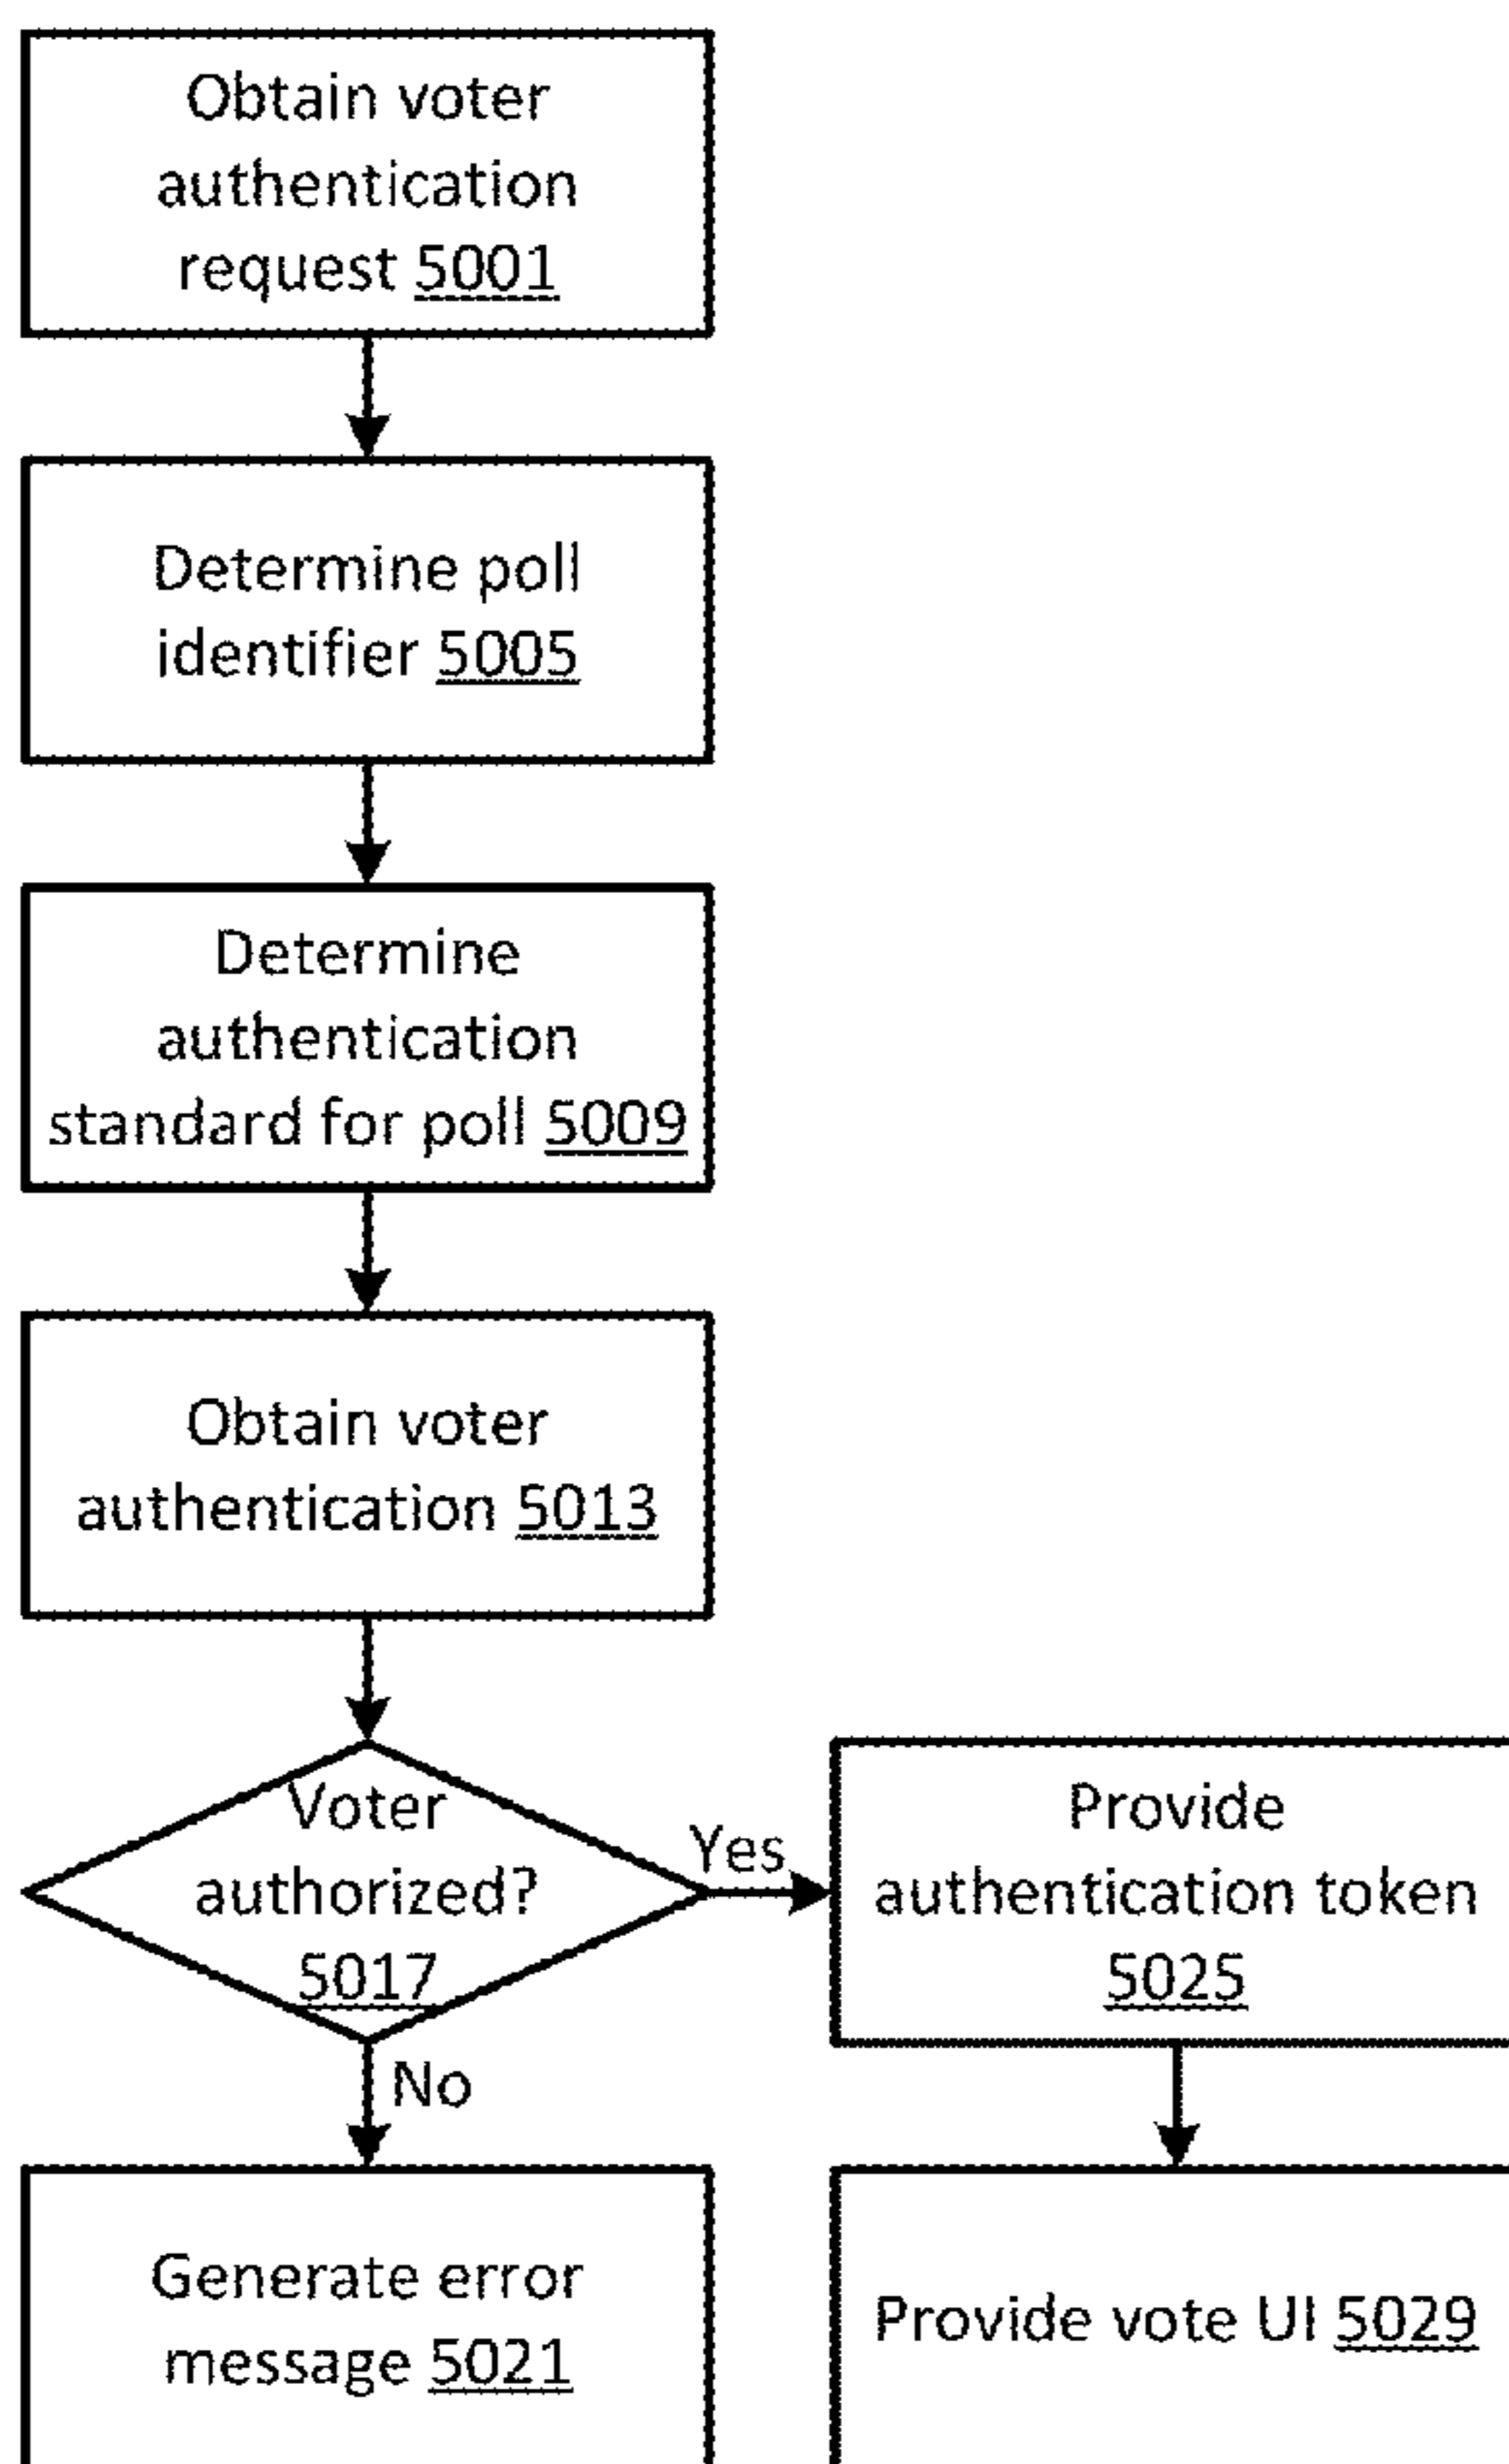 Obtain voter
authentication
request 5001
Determine poll
identifier 5005
Determine
authentication
standard for poll 5009
Obtain voter
authentication 5013
Voter
authorized?
5017
Yes
No
Provide
authentication token
5025
Generate error
message 5021
Provide vote UI 5029